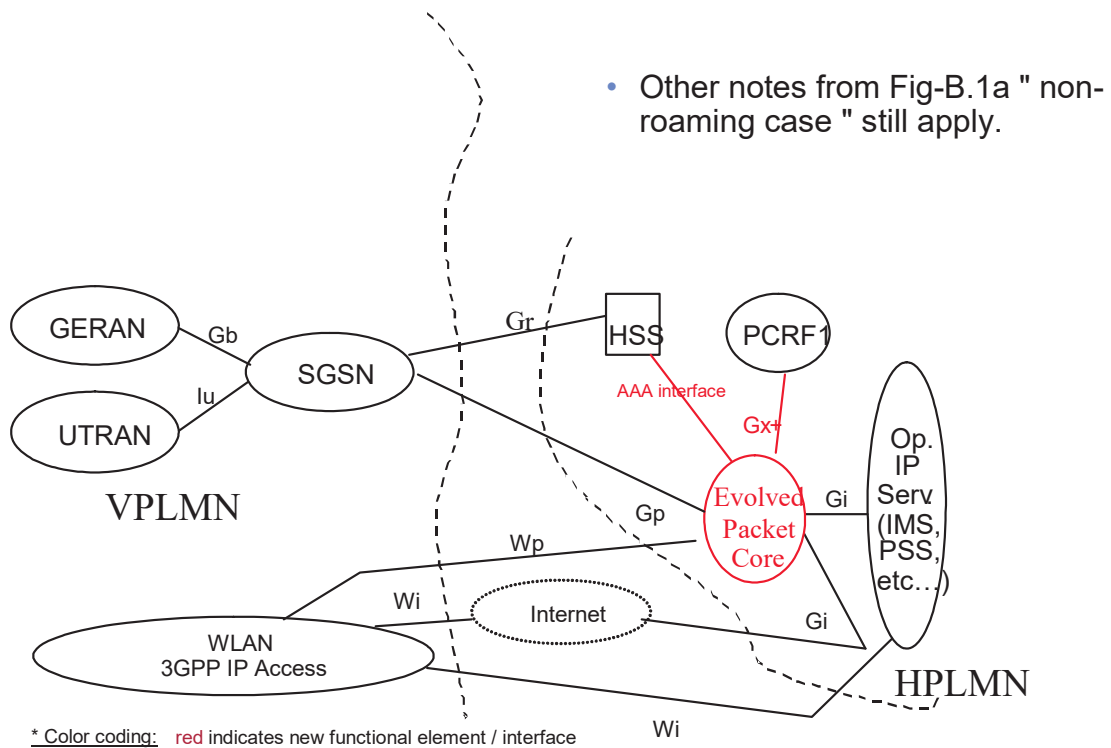 • Other notes from Fig-B.1a " non-
roaming case " still apply.
GERAN
Gb
Gr
HSS
PCRF1
SGSN
AAA interface
Iu
UTRAN
Gx+
Op.
IP
Serv.
(IMS,
PSS,
etc…)
VPLMN
Evolved
Packet
Core
Gi
Gp
Wp
Wi
Internet
Gi
WLAN
3GPP IP Access
HPLMN
Wi
* Color coding: red indicates new functional element / interface